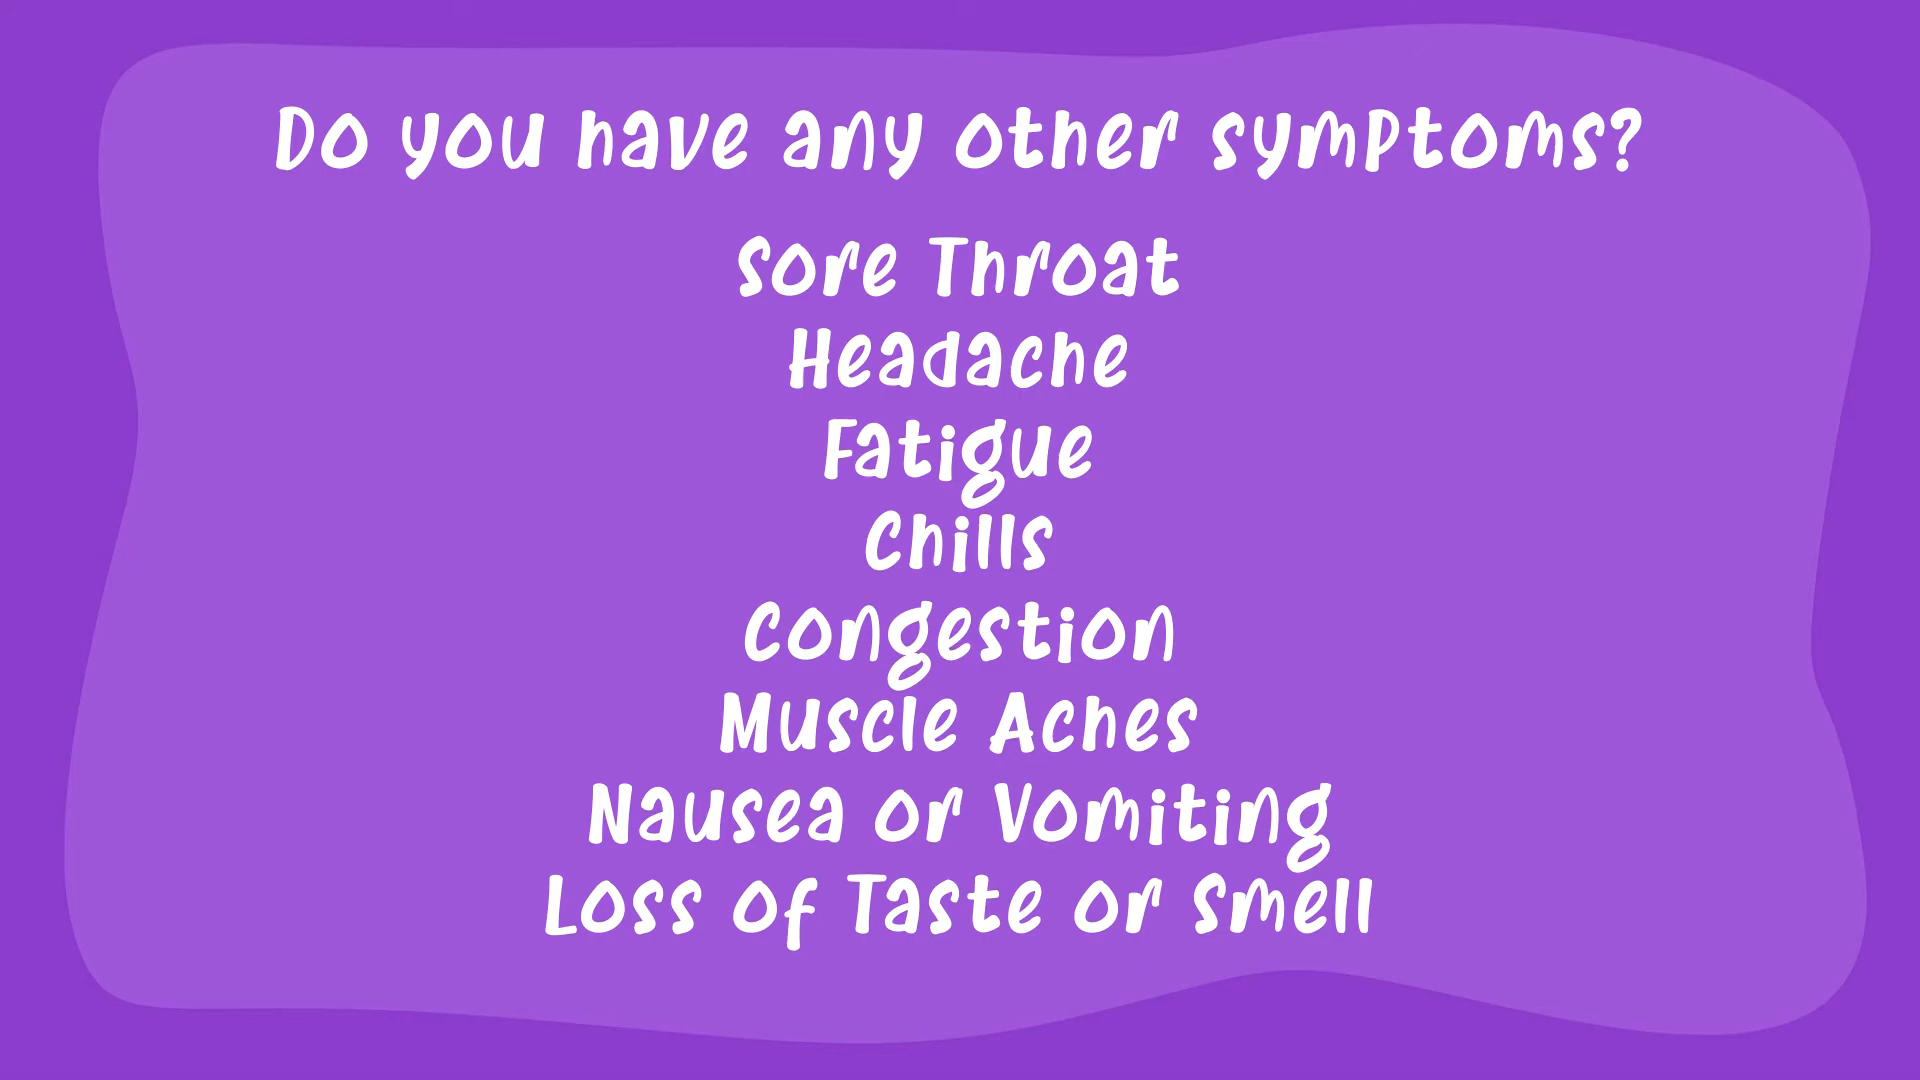 Do you have any other symptoms?
Sore Throat
Headache
Fatigue
Chills
Congestion
Muscle Aches
Nausea or Vomiting
Loss of Taste or Smell